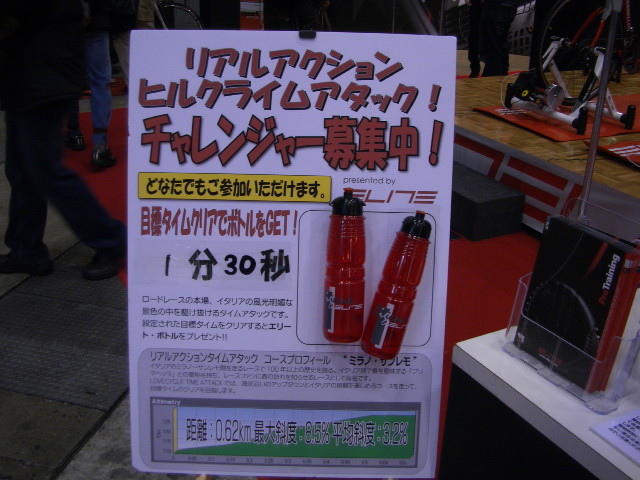 リアルアクション
ヒルクライムアタック！
チャレンジャー募集中！
どなたでもご参加いただけます。
presented by
ELITE
目標タイムクリアでボトルをGET！
1分30秒
ロードレースの本場、イタリアの風光明媚な
景色の中を駆け抜けるタイムアタックです。
設定された目標タイムをクリアするとエリー
ト・ボトルをプレゼント!!
リアルアクションタイムアタック コースプロフィール "ミラノ・サンレモ"
Altimetry
距離：0.62km 最大斜度：8.5% 平均斜度：3.2%
ProTraining